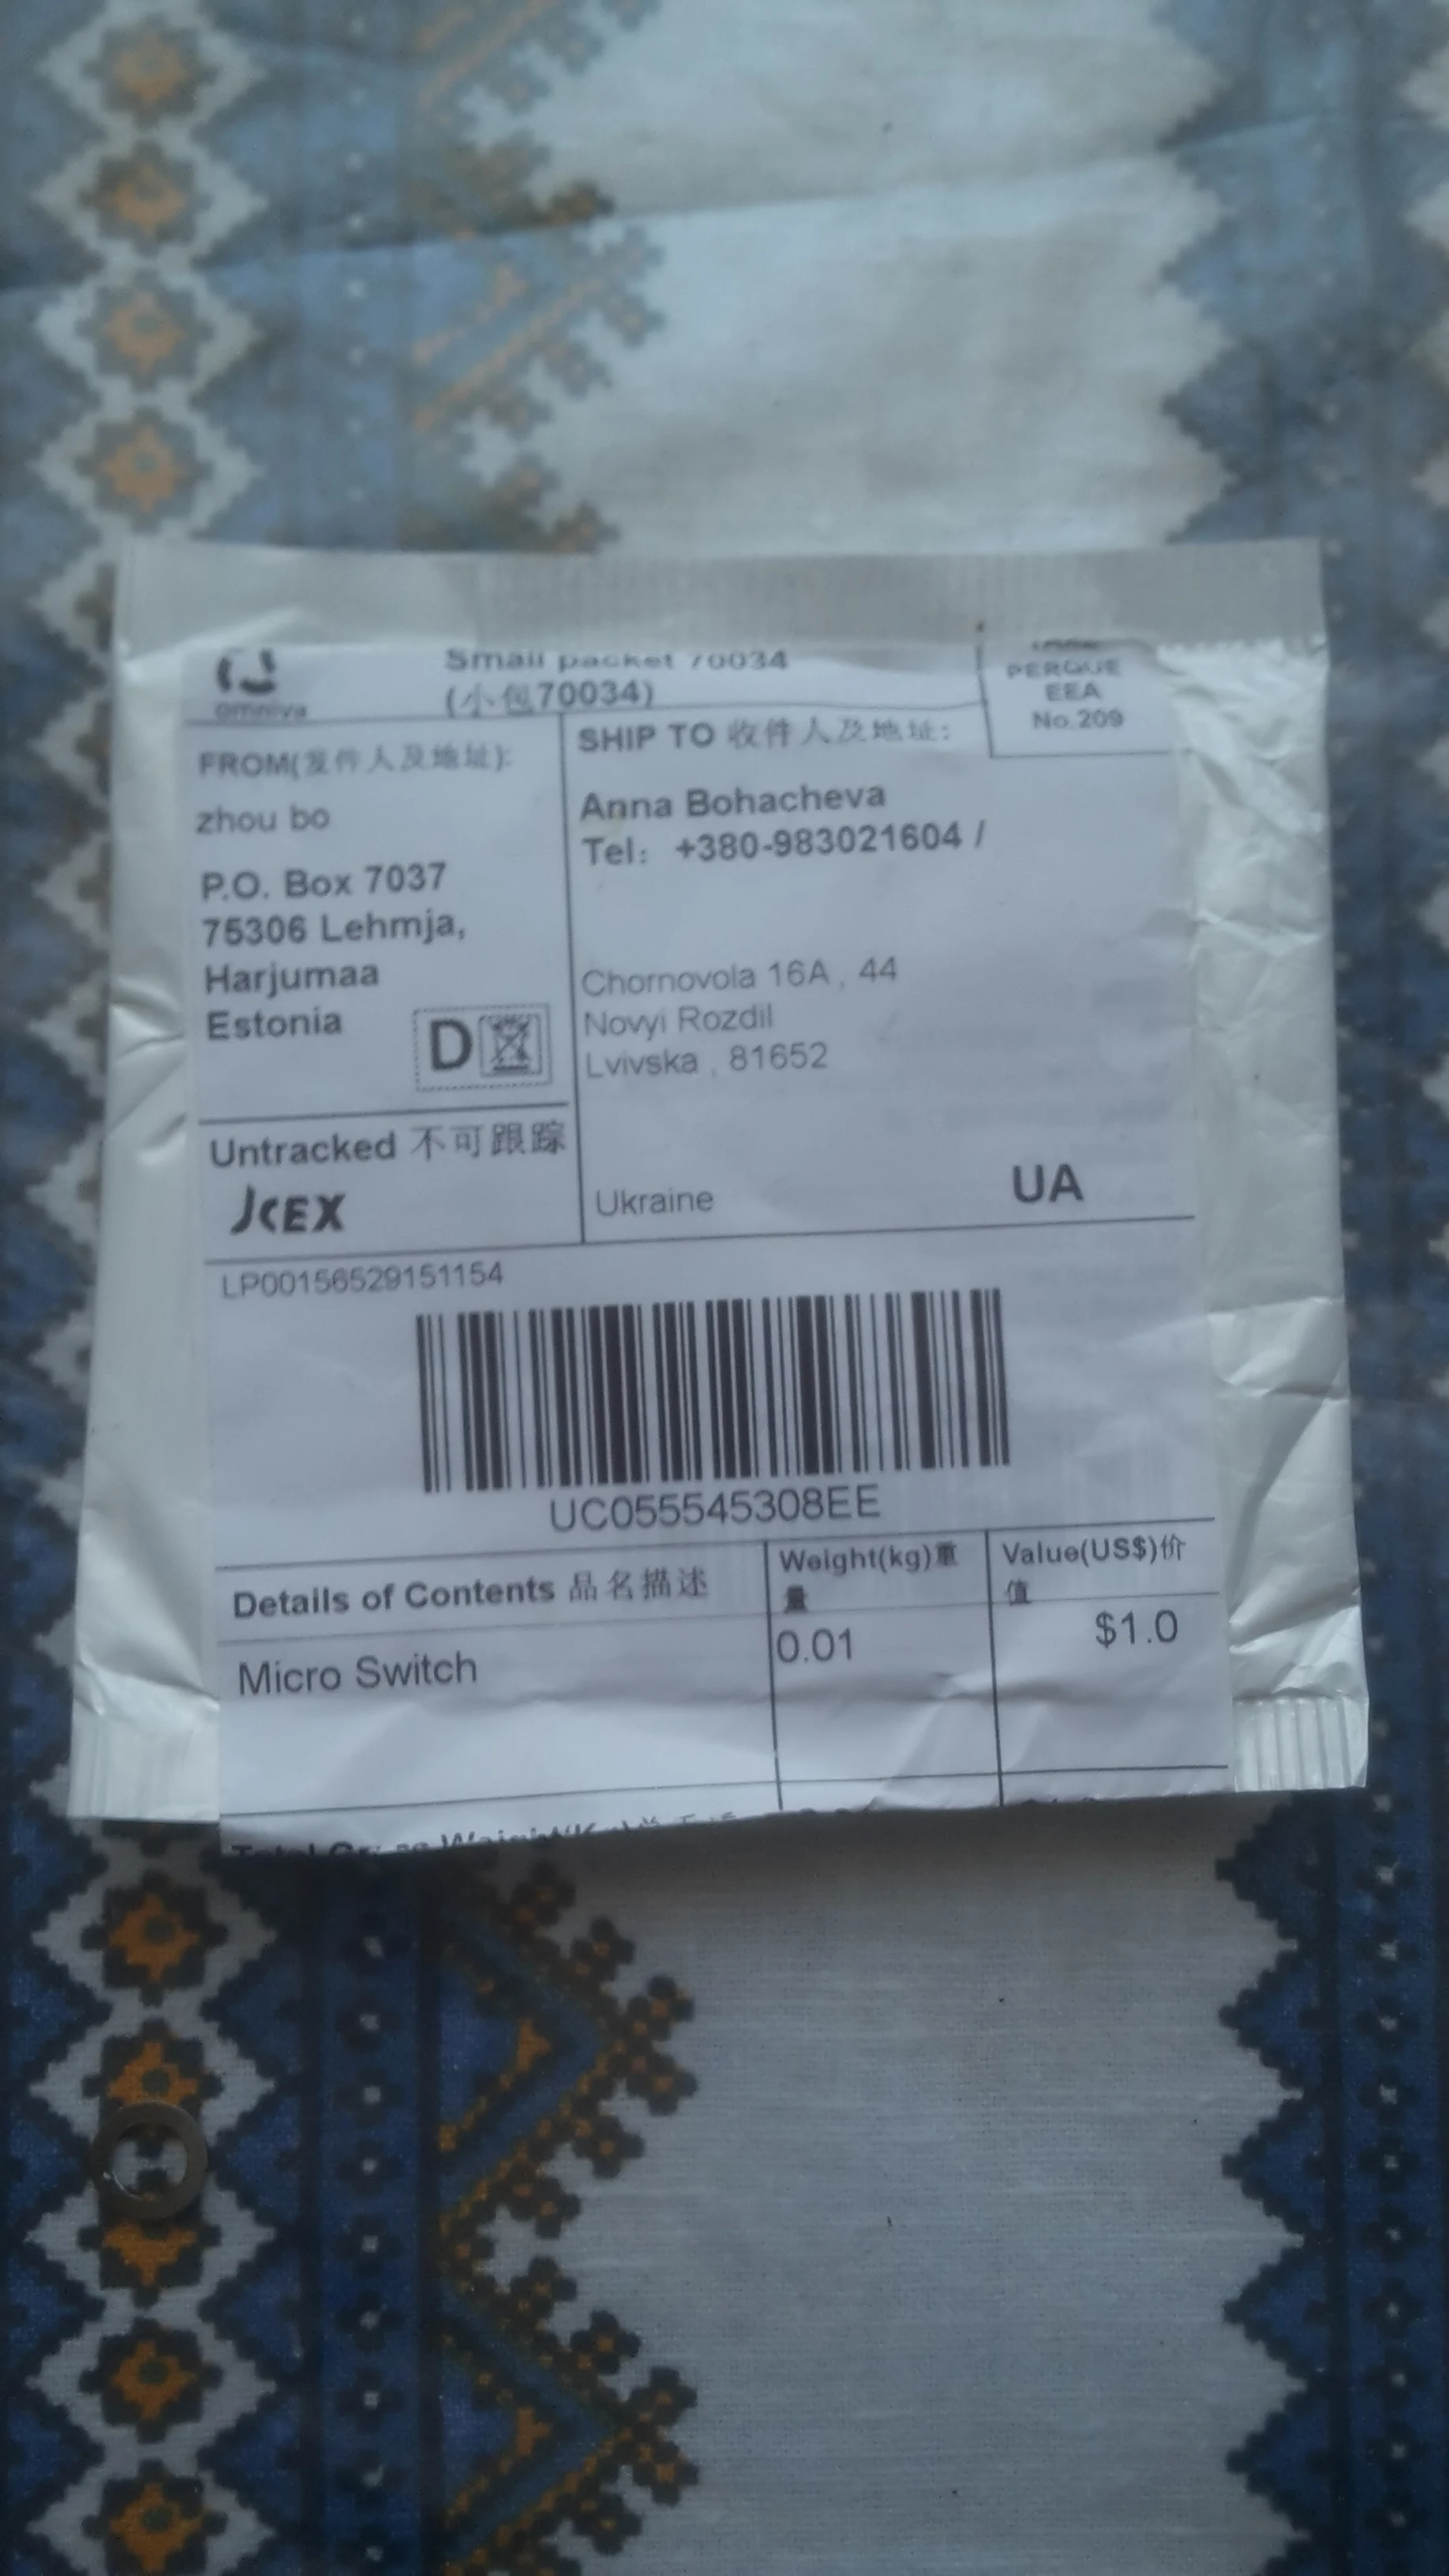 omniva
Small packet 70034
(小包70034)
PERQUE
EEA
No.209
FROM(发件人及地址):
zhou bo
P.O. Box 7037
75306 Lehmja,
Harjumaa
Estonia
D
SHIP TO 收件人及地址:
Anna Bohacheva
Tel: +380-983021604 /
Chornovola 16A , 44
Novyi Rozdil
Lvivska , 81652
Ukraine
UA
Untracked 不可跟踪
JCEX
LP00156529151154
UC055545308EE
Details of Contents 品名描述
Weight(kg)重
量
Value(US$)价
值
Micro Switch
0.01
$1.0